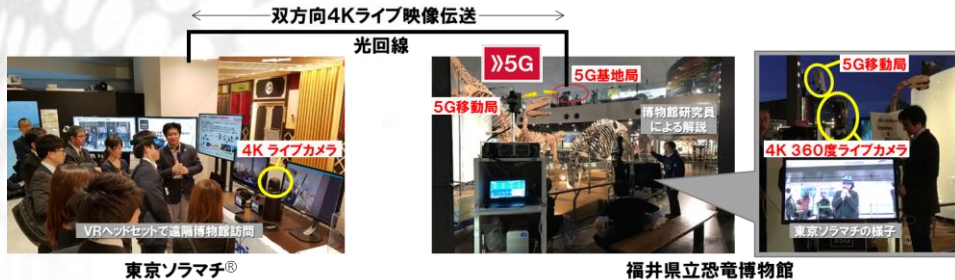 双方向4Kライブ映像伝送
光回線
》5G
5G基地局
5G移動局
博物館研究員
による解説
4K ライブカメラ
VRヘッドセットで遠隔博物館訪問
5G移動局
4K 360度ライブカメラ
東京ソラマチの様子
東京ソラマチ®
福井県立恐竜博物館